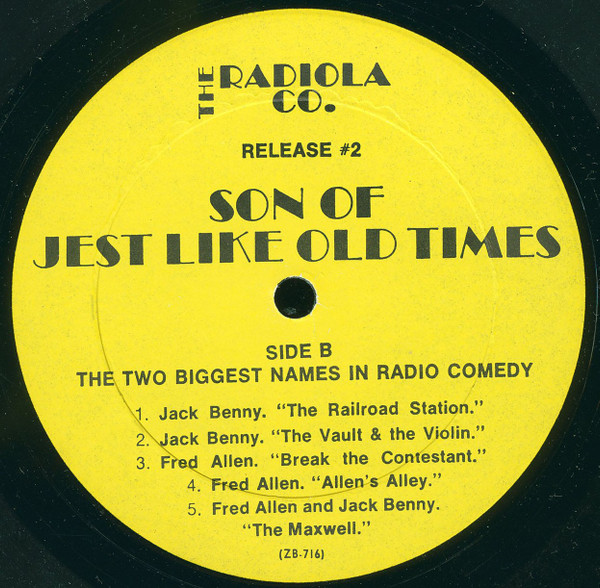 THE RADIOLA
CO.
RELEASE #2
SON OF
JEST LIKE OLD TIMES
SIDE B
THE TWO BIGGEST NAMES IN RADIO COMEDY
1. Jack Benny. “The Railroad Station.”
2. Jack Benny. “The Vault & the Violin.”
3. Fred Allen. “Break the Contestant.”
4. Fred Allen. “Allen’s Alley.”
5. Fred Allen and Jack Benny.
“The Maxwell.”
(ZB-716)